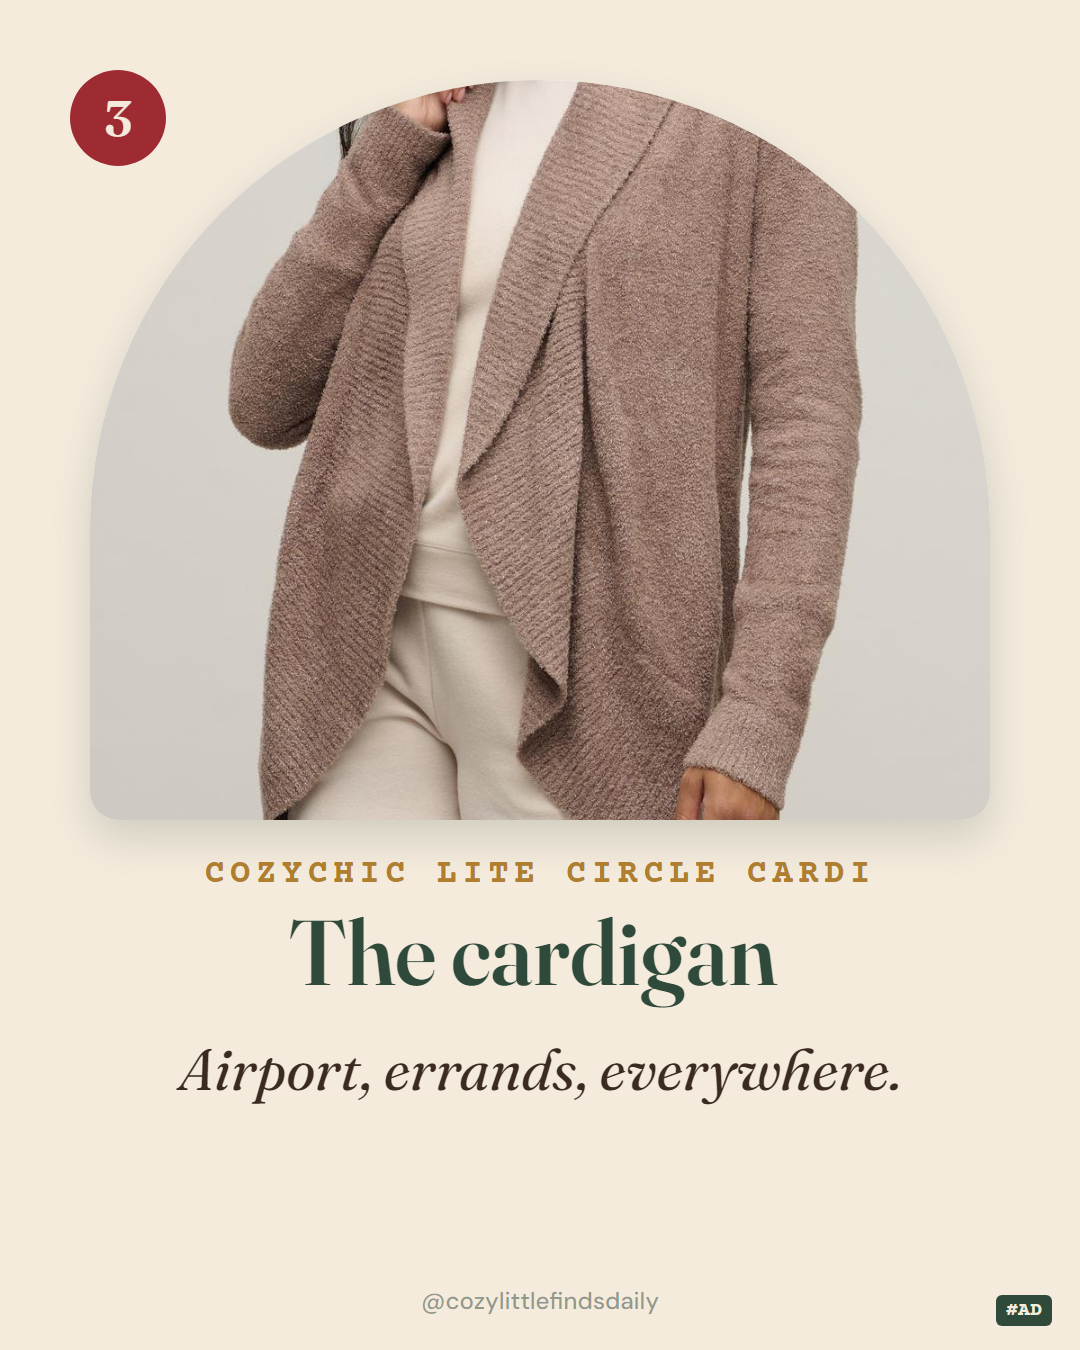 3
COZYCHIC LITE CIRCLE CARDI
The cardigan
Airport, errands, everywhere.
@cozylittlefindsdaily
#AD